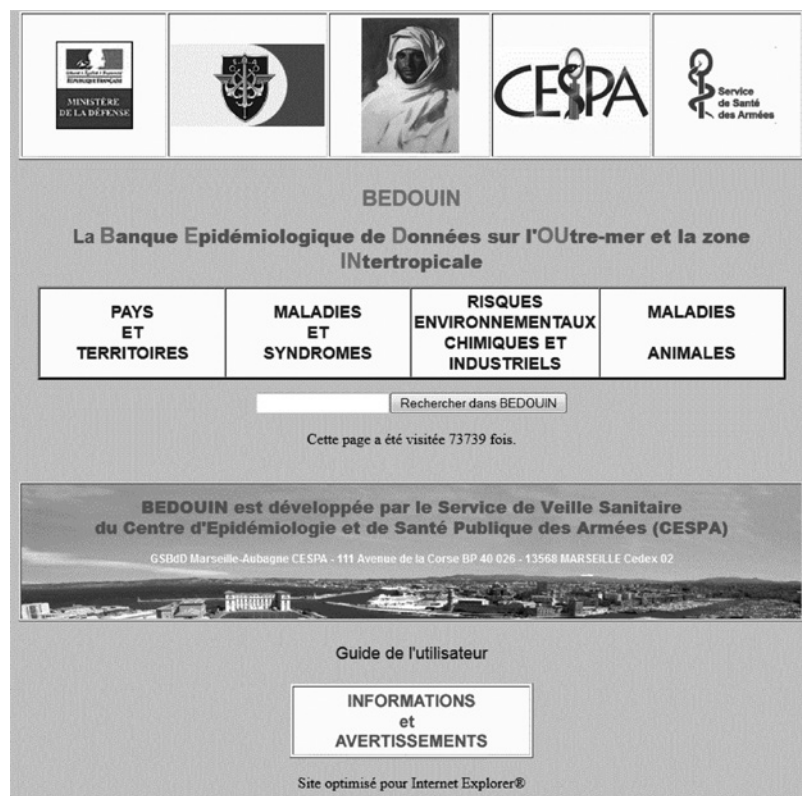 MINISTÈRE
DE LA DÉFENSE
CESPA
Service
de Santé
des Armées
BEDOUIN
La Banque Epidémiologique de Données sur l'OUtre-mer et la zone
INtertropicale
PAYS
ET
TERRITOIRES
MALADIES
ET
SYNDROMES
RISQUES
ENVIRONNEMENTAUX
CHIMIQUES ET
INDUSTRIELS
MALADIES
ANIMALES
Rechercher dans BEDOUIN
Cette page a été visitée 73739 fois.
BEDOUIN est développée par le Service de Veille Sanitaire
du Centre d'Epidémiologie et de Santé Publique des Armées (CESPA)
GSBdD Marseille-Aubagne CESPA - 111 Avenue de la Corse BP 40 026 - 13568 MARSEILLE Cedex 02
Guide de l'utilisateur
INFORMATIONS
et
AVERTISSEMENTS
Site optimisé pour Internet Explorer®